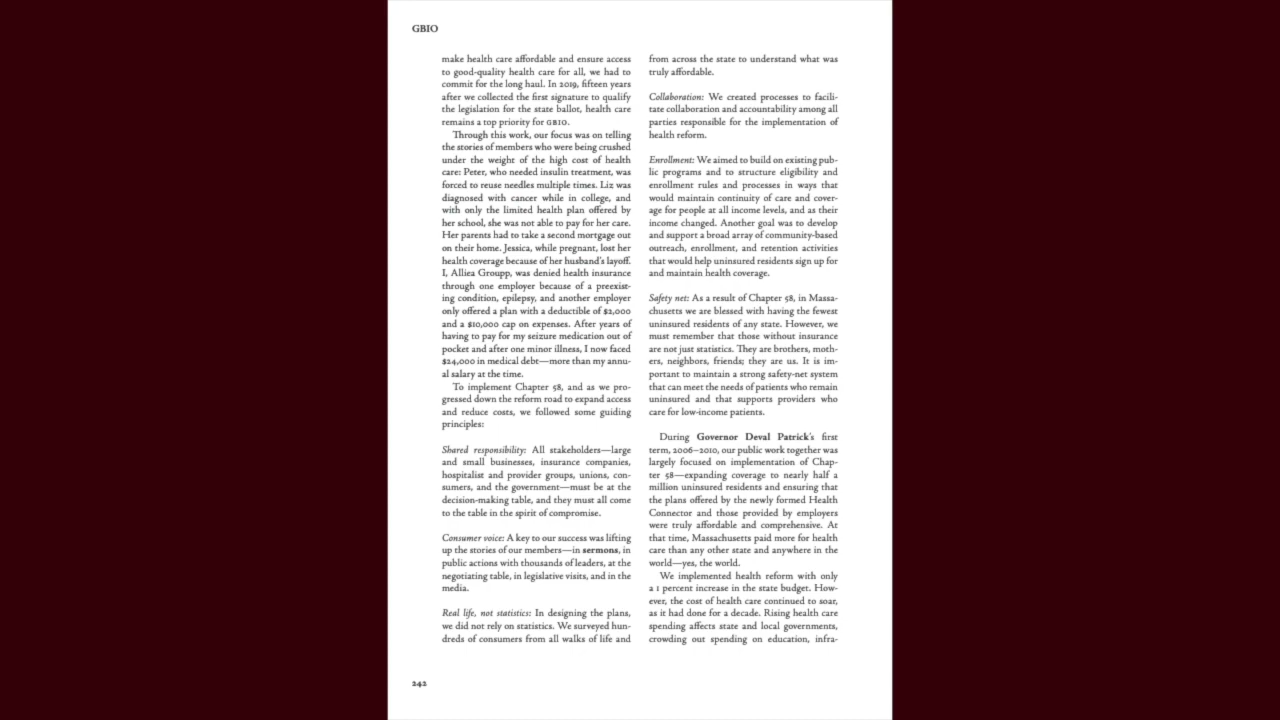 GBIO
make health care affordable and ensure access
to good-quality health care for all, we had to
commit for the long haul. In 2019, fifteen years
after we collected the first signature to qualify
the legislation for the state ballot, health care
remains a top priority for GBIO.
Through this work, our focus was on telling
the stories of members who were being crushed
under the weight of the high cost of health
care: Peter, who needed insulin treatment, was
forced to reuse needles multiple times. Liz was
diagnosed with cancer while in college, and
with only the limited health plan offered by
her school, she was not able to pay for her care.
Her parents had to take a second mortgage out
on their home. Jessica, while pregnant, lost her
health coverage because of her husband's layoff.
I, Alliea Groupp, was denied health insurance
through one employer because of a preexist-
ing condition, epilepsy, and another employer
only offered a plan with a deductible of $2,000
and a $10,000 cap on expenses. After years of
having to pay for my seizure medication out of
pocket and after one minor illness, I now faced
$24,000 in medical debt—more than my annu-
al salary at the time.
To implement Chapter 58, and as we pro-
gressed down the reform road to expand access
and reduce costs, we followed some guiding
principles:
Shared responsibility: All stakeholders—large
and small businesses, insurance companies,
hospitalist and provider groups, unions, con-
sumers, and the government—must be at the
decision-making table, and they must all come
to the table in the spirit of compromise.
Consumer voice: A key to our success was lifting
up the stories of our members—in sermons, in
public actions with thousands of leaders, at the
negotiating table, in legislative visits, and in the
media.
Real life, not statistics: In designing the plans,
we did not rely on statistics. We surveyed hun-
dreds of consumers from all walks of life and
from across the state to understand what was
truly affordable.
Collaboration: We created processes to facili-
tate collaboration and accountability among all
parties responsible for the implementation of
health reform.
Enrollment: We aimed to build on existing pub-
lic programs and to structure eligibility and
enrollment rules and processes in ways that
would maintain continuity of care and cover-
age for people at all income levels, and as their
income changed. Another goal was to develop
and support a broad array of community-based
outreach, enrollment, and retention activities
that would help uninsured residents sign up for
and maintain health coverage.
Safety net: As a result of Chapter 58, in Massa-
chusetts we are blessed with having the fewest
uninsured residents of any state. However, we
must remember that those without insurance
are not just statistics. They are brothers, moth-
ers, neighbors, friends; they are us. It is im-
portant to maintain a strong safety-net system
that can meet the needs of patients who remain
uninsured and that supports providers who
care for low-income patients.
During Governor Deval Patrick's first
term, 2006–2010, our public work together was
largely focused on implementation of Chap-
ter 58—expanding coverage to nearly half a
million uninsured residents and ensuring that
the plans offered by the newly formed Health
Connector and those provided by employers
were truly affordable and comprehensive. At
that time, Massachusetts paid more for health
care than any other state and anywhere in the
world—yes, the world.
We implemented health reform with only
a 1 percent increase in the state budget. How-
ever, the cost of health care continued to soar,
as it had done for a decade. Rising health care
spending affects state and local governments,
crowding out spending on education, infra-
242